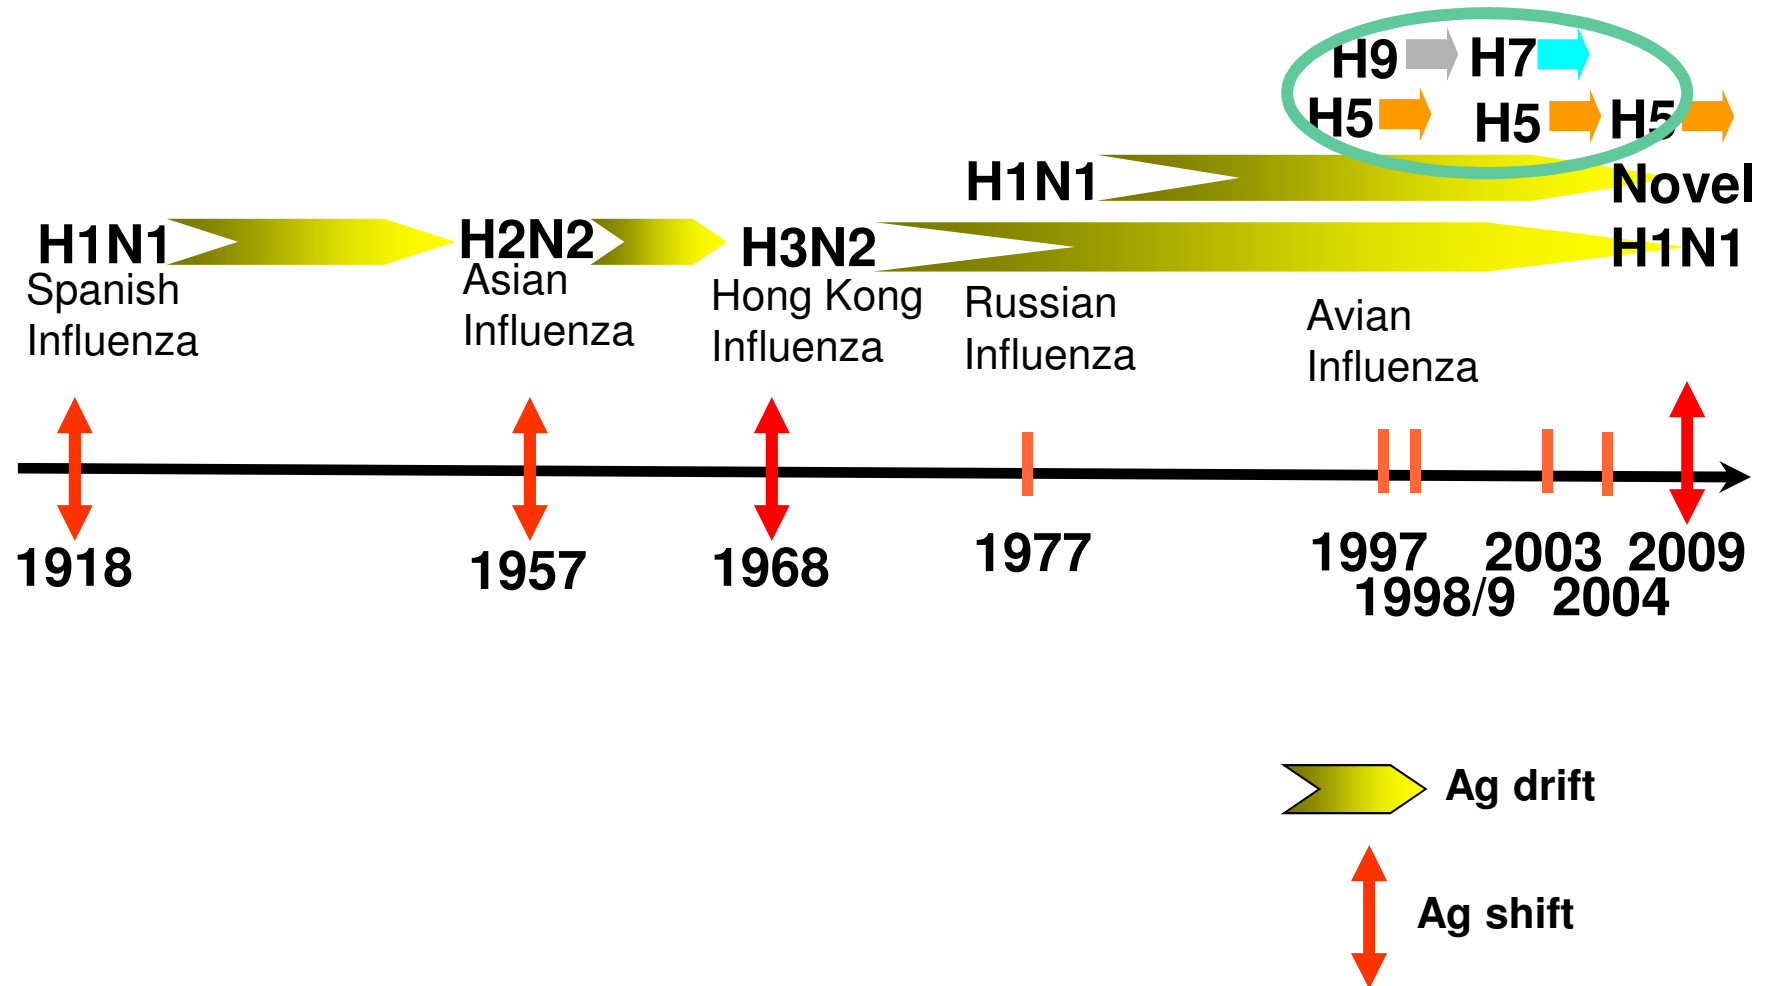 H9 H7
H5 H5 H5
H1N1 Novel
H1N1 H2N2 H3N2 H1N1
Spanish
Influenza
Asian
Influenza
Hong Kong
Influenza
Russian
Influenza
Avian
Influenza
1918 1957 1968 1977 1997 2003 2009
1998/9 2004
Ag drift
Ag shift